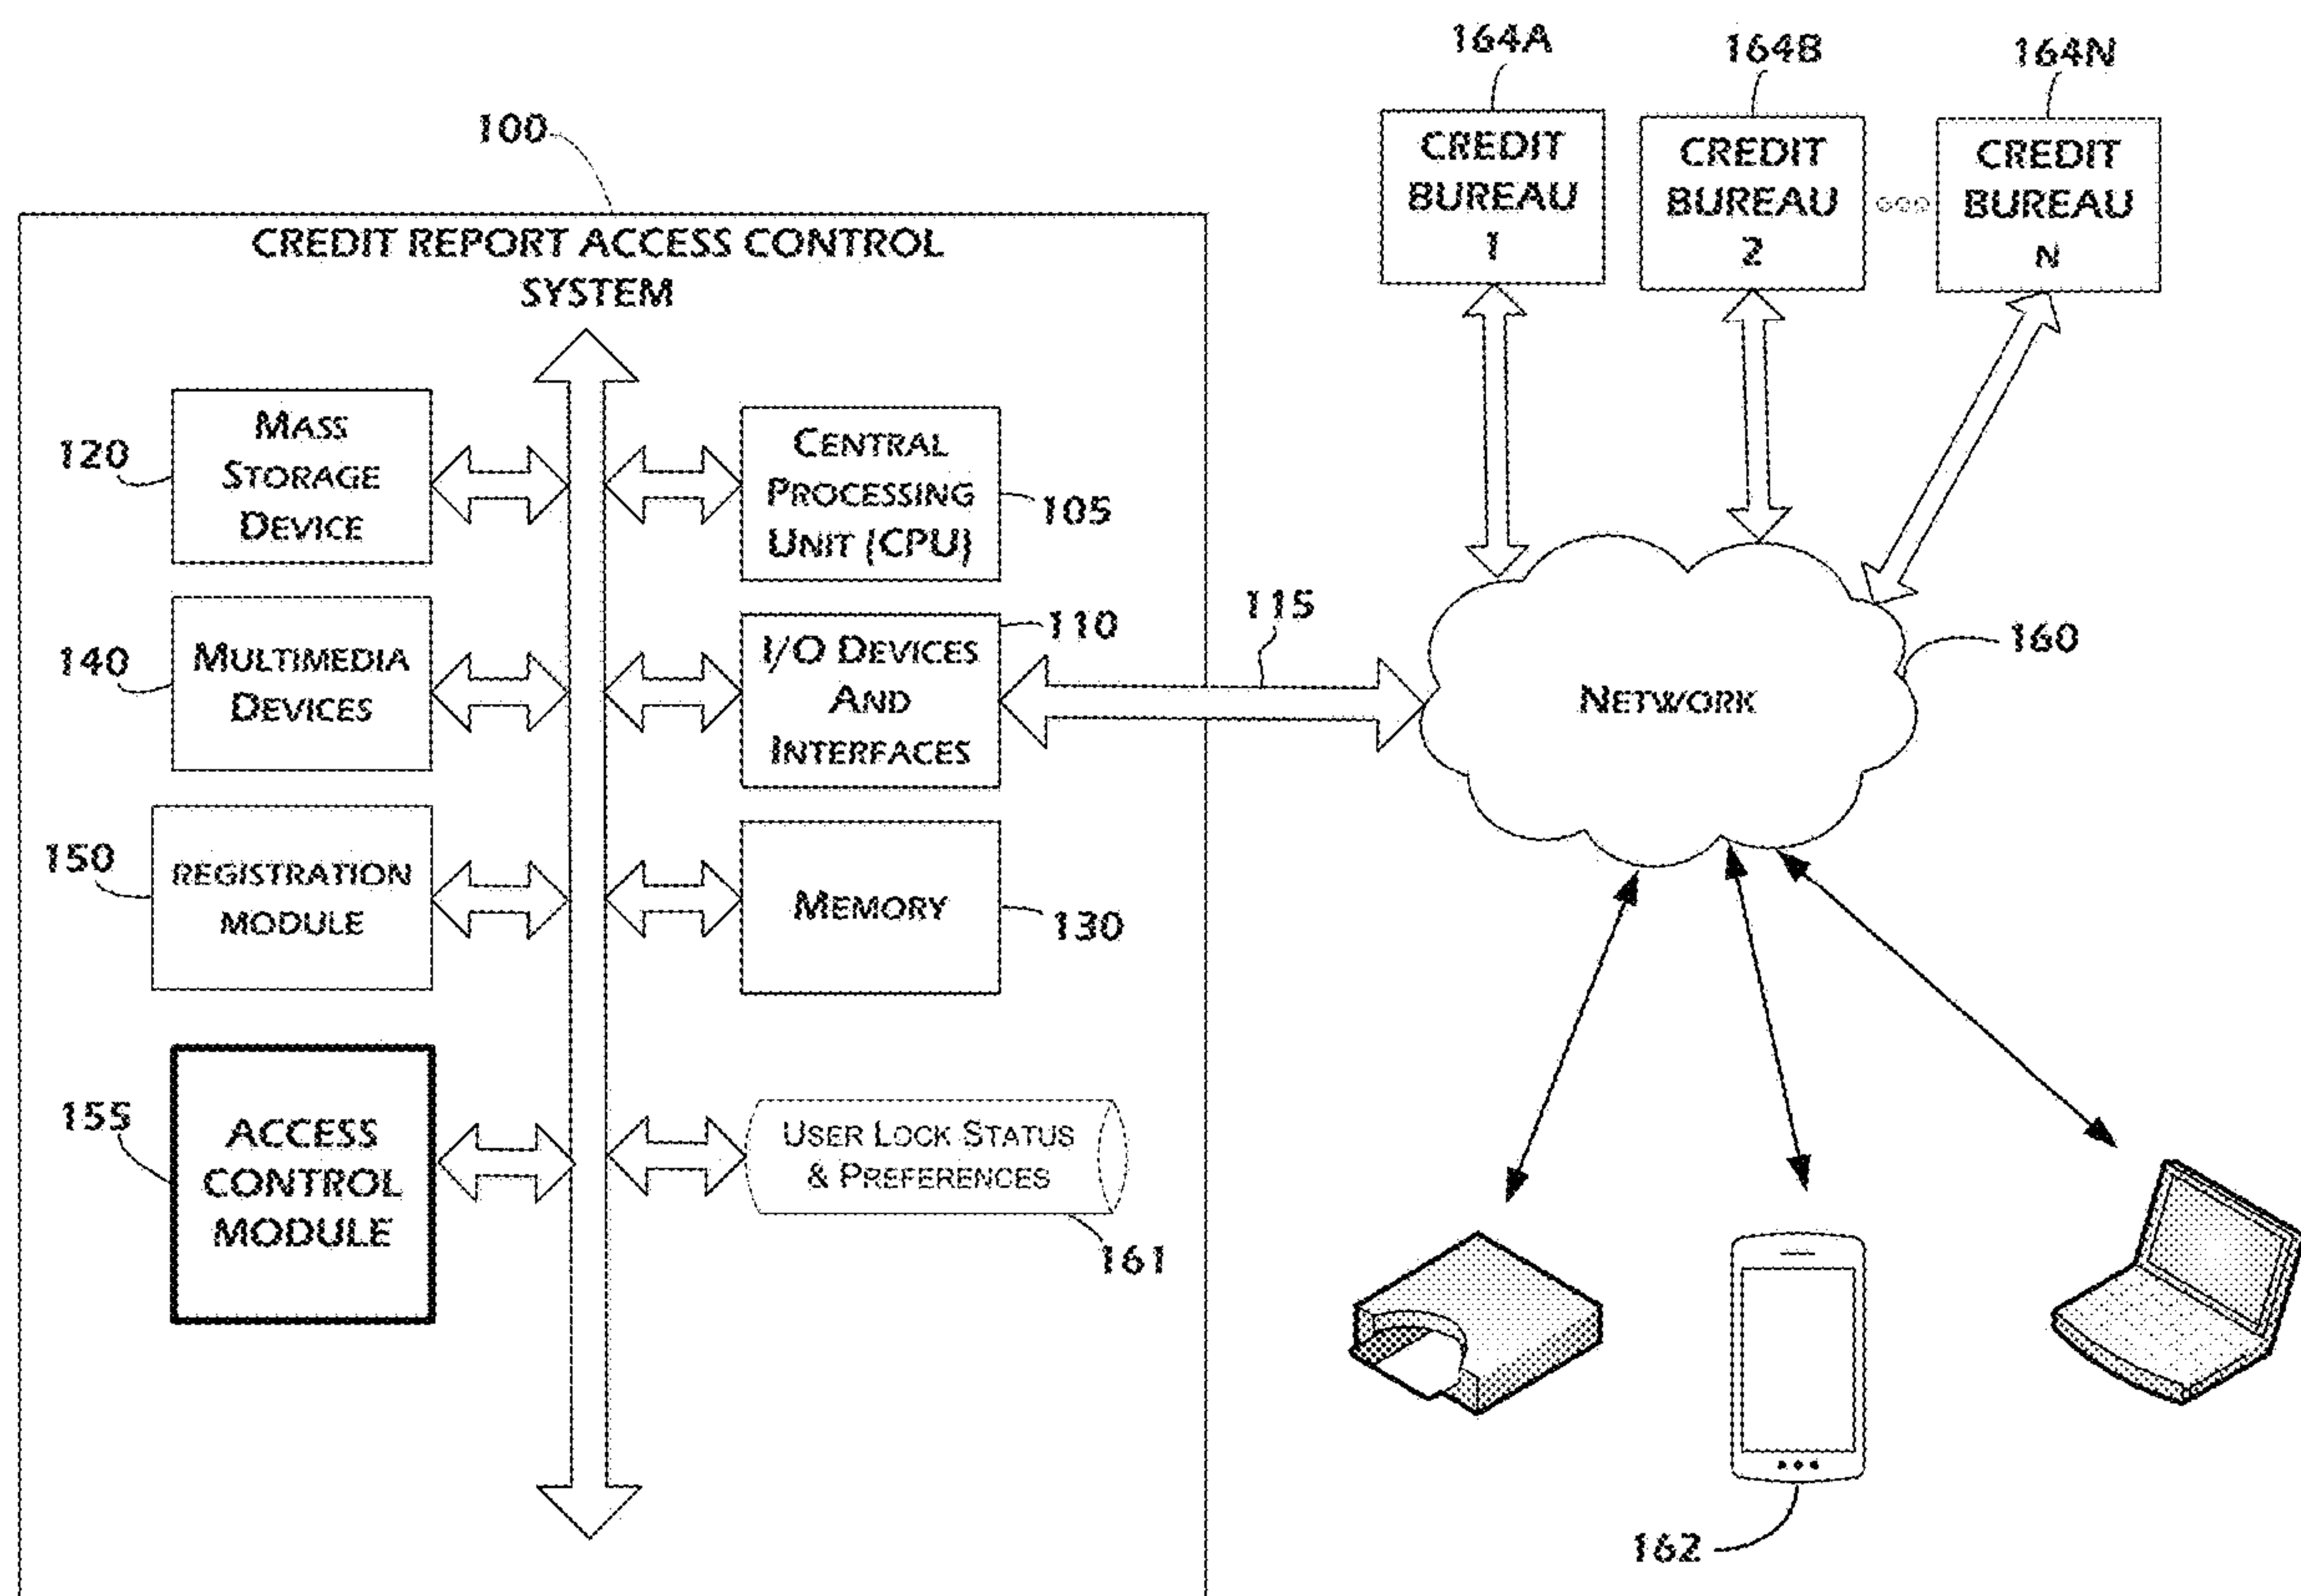 164A
164B
164N
100
CREDIT
BUREAU
1
CREDIT
BUREAU
2
CREDIT
BUREAU
N
CREDIT REPORT ACCESS CONTROL
SYSTEM
120
MASS
STORAGE
DEVICE
CENTRAL
PROCESSING
UNIT (CPU)
105
140
MULTIMEDIA
DEVICES
I/O DEVICES
AND
INTERFACES
110
115
NETWORK
160
150
REGISTRATION
MODULE
MEMORY
130
155
ACCESS
CONTROL
MODULE
USER LOCK STATUS
& PREFERENCES
161
162